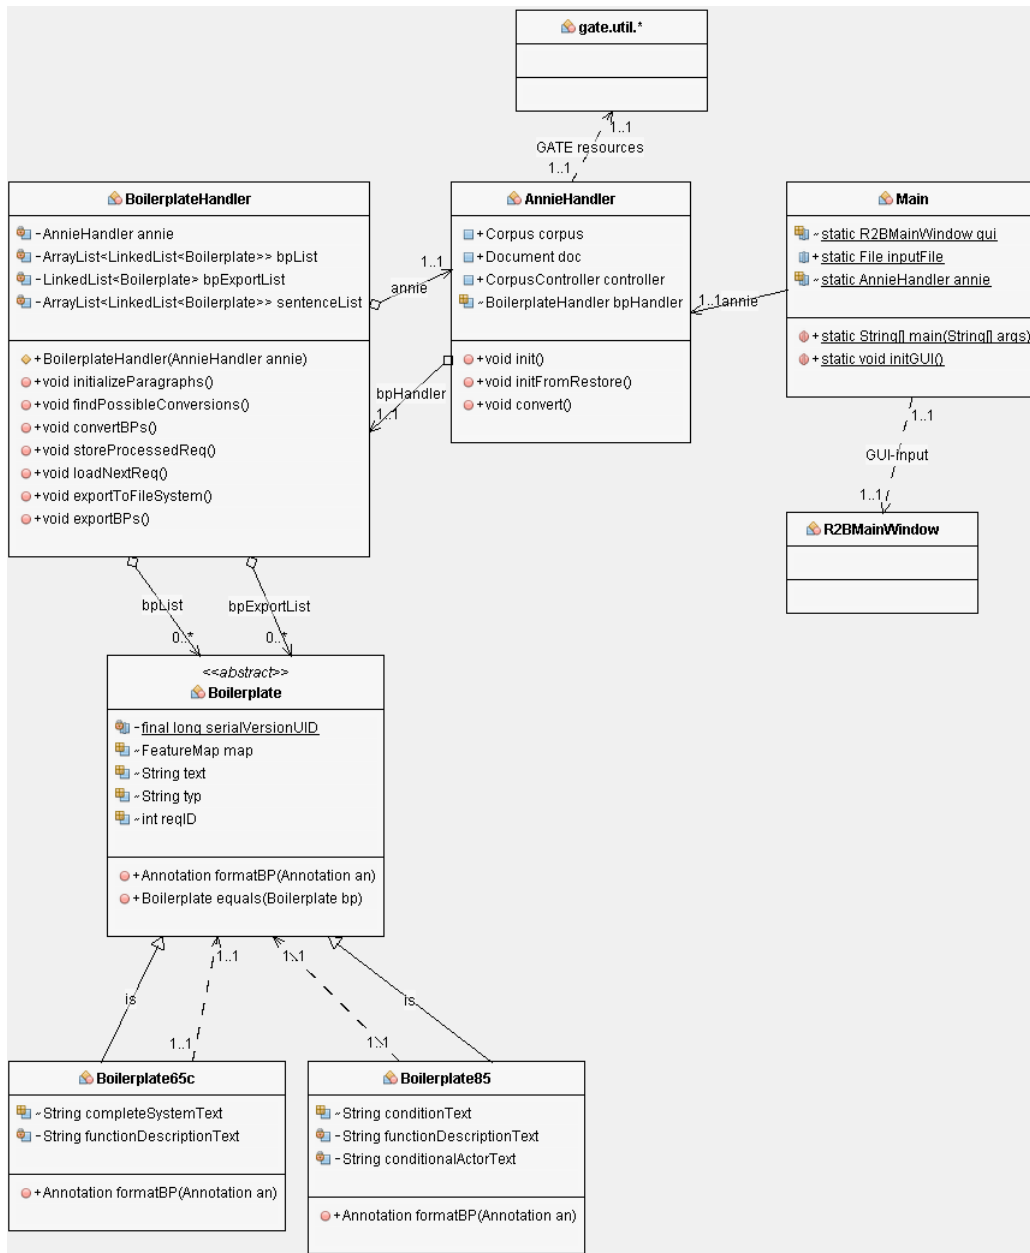 gate.util.*
1..1
GATE resources
1..1
BoilerplateHandler
-AnnieHandler annie
-ArrayList<LinkedList<Boilerplate>> bpList
-LinkedList<Boilerplate> bpExportList
-ArrayList<LinkedList<Boilerplate>> sentenceList
+BoilerplateHandler(AnnieHandler annie)
+void initializeParagraphs()
+void findPossibleConversions()
+void convertBPs()
+void storeProcessedReq()
+void loadNextReq()
+void exportToFileSystem()
+void exportBPs()
1..1
annie
bpHandler
1..1
AnnieHandler
+Corpus corpus
+Document doc
+CorpusController controller
~BoilerplateHandler bpHandler
+void init()
+void initFromRestore()
+void convert()
1..1annie
Main
~static R2BMainWindow qui
+static File inputFile
~static AnnieHandler annie
+static String[] main(String[] args)
+static void initGUI()
1..1
GUI-input
1..1
R2BMainWindow
bpList
bpExportList
0..*
0..*
<<abstract>>
Boilerplate
-final long serialVersionUID
~FeatureMap map
~String text
~String typ
~int reqID
+Annotation formatBP(Annotation an)
+Boilerplate equals(Boilerplate bp)
1..1
1..1
is
is
1..1
1..1
Boilerplate65c
~String completeSystemText
-String functionDescriptionText
+Annotation formatBP(Annotation an)
Boilerplate85
~String conditionText
-String functionDescriptionText
-String conditionalActorText
+Annotation formatBP(Annotation an)